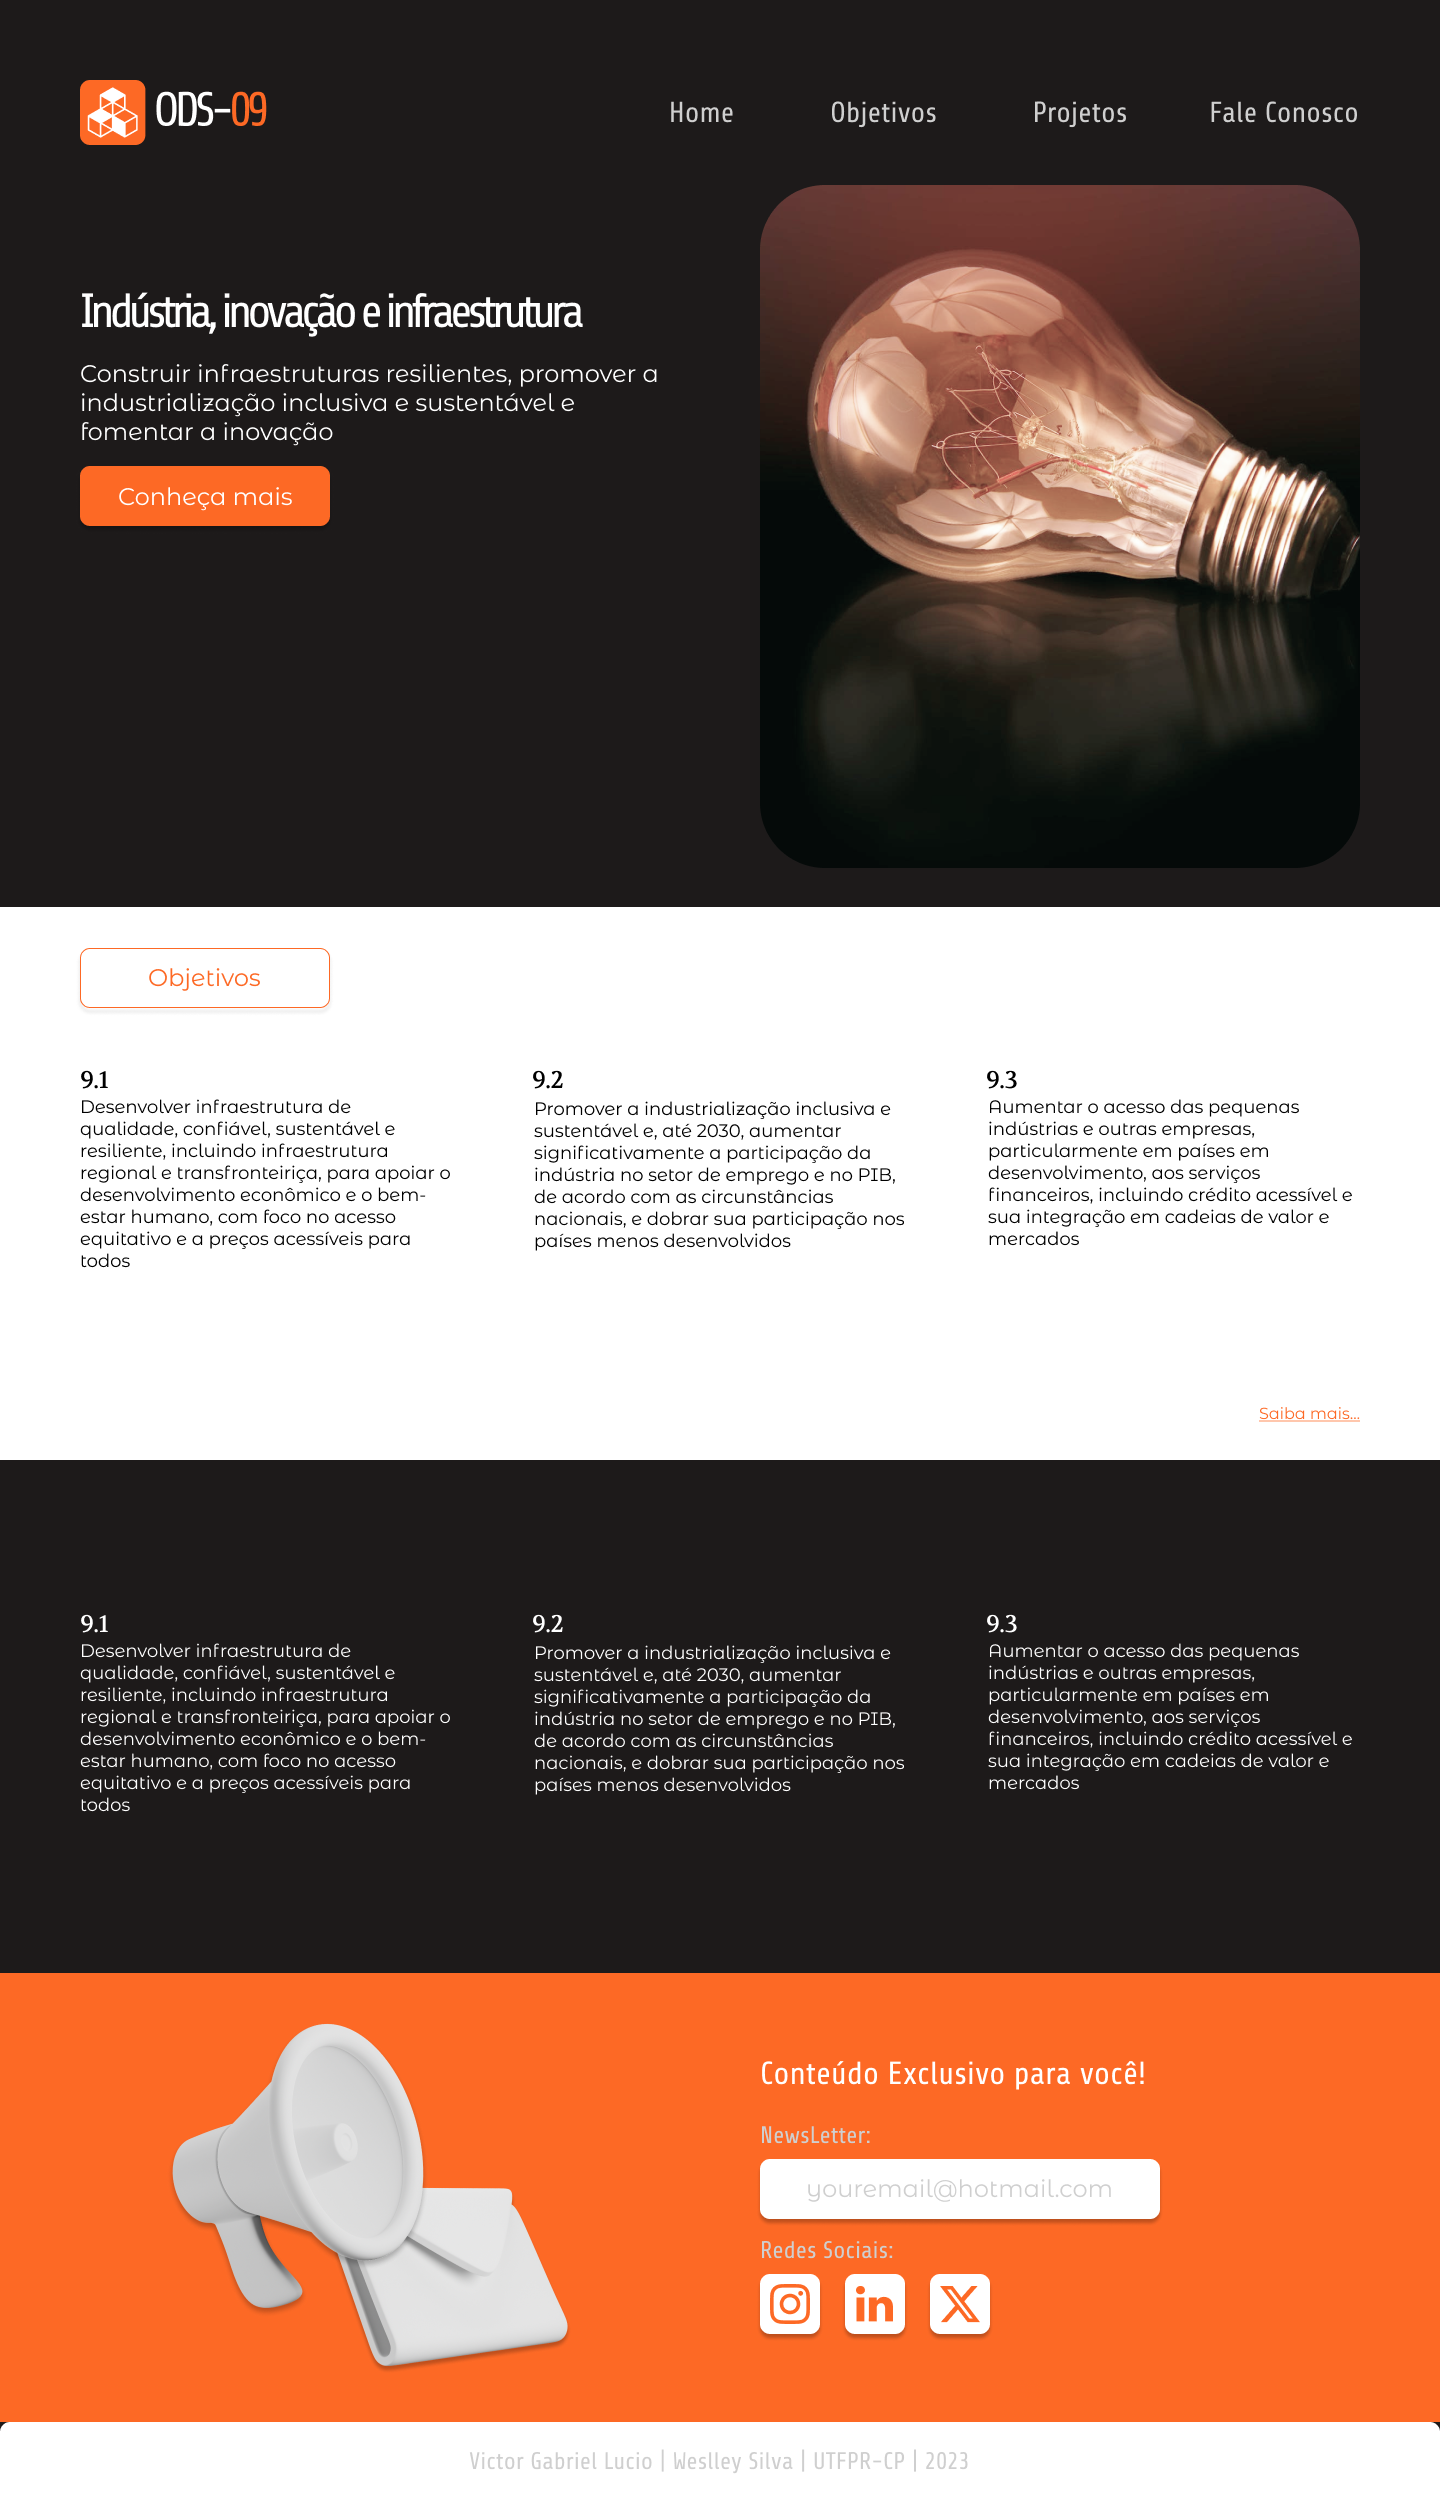 ODS-09
Home
Objetivos
Projetos
Fale Conosco
Indústria, inovação e infraestrutura
Construir infraestruturas resilientes, promover a
industrialização inclusiva e sustentável e
fomentar a inovação
Conheça mais
Objetivos
9.1
Desenvolver infraestrutura de
qualidade, confiável, sustentável e
resiliente, incluindo infraestrutura
regional e transfronteiriça, para apoiar o
desenvolvimento econômico e o bem-
estar humano, com foco no acesso
equitativo e a preços acessíveis para
todos
9.2
Promover a industrialização inclusiva e
sustentável e, até 2030, aumentar
significativamente a participação da
indústria no setor de emprego e no PIB,
de acordo com as circunstâncias
nacionais, e dobrar sua participação nos
países menos desenvolvidos
9.3
Aumentar o acesso das pequenas
indústrias e outras empresas,
particularmente em países em
desenvolvimento, aos serviços
financeiros, incluindo crédito acessível e
sua integração em cadeias de valor e
mercados
Saiba mais...
9.1
Desenvolver infraestrutura de
qualidade, confiável, sustentável e
resiliente, incluindo infraestrutura
regional e transfronteiriça, para apoiar o
desenvolvimento econômico e o bem-
estar humano, com foco no acesso
equitativo e a preços acessíveis para
todos
9.2
Promover a industrialização inclusiva e
sustentável e, até 2030, aumentar
significativamente a participação da
indústria no setor de emprego e no PIB,
de acordo com as circunstâncias
nacionais, e dobrar sua participação nos
países menos desenvolvidos
9.3
Aumentar o acesso das pequenas
indústrias e outras empresas,
particularmente em países em
desenvolvimento, aos serviços
financeiros, incluindo crédito acessível e
sua integração em cadeias de valor e
mercados
Conteúdo Exclusivo para você!
NewsLetter:
youremail@hotmail.com
Redes Sociais:
in
Victor Gabriel Lucio | Weslley Silva | UTFPR-CP | 2023